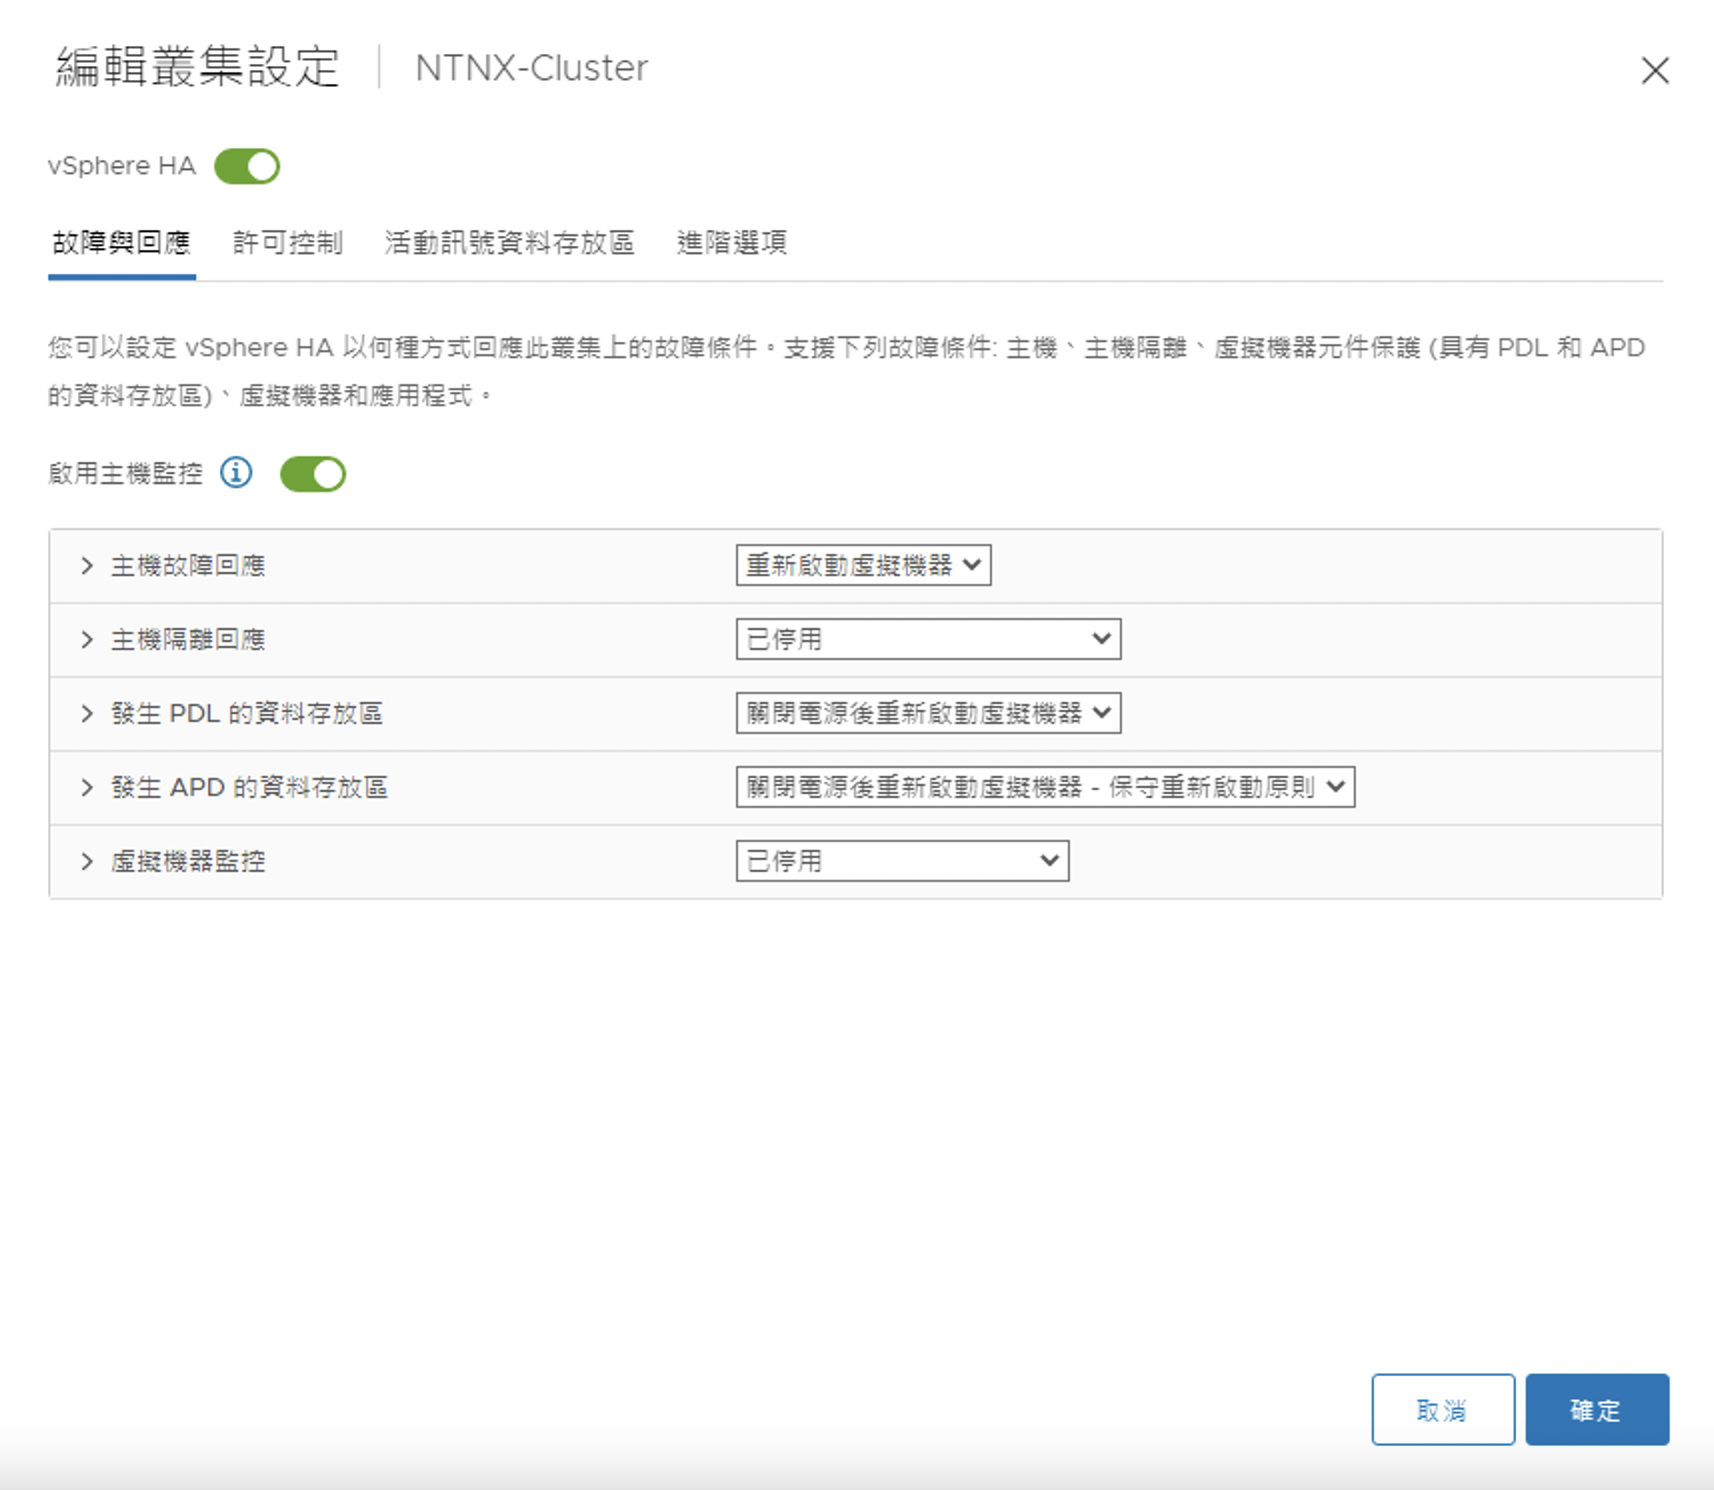 編輯叢集設定 NTNX-Cluster
vSphere HA
故障與回應 許可控制 活動訊號資料存放區 進階選項
您可以設定 vSphere HA 以何種方式回應此叢集上的故障條件。支援下列故障條件: 主機、主機隔離、虛擬機器元件保護 (具有 PDL 和 APD
的資料存放區)、虛擬機器和應用程式。
啟用主機監控
主機故障回應 重新啟動虛擬機器
主機隔離回應 已停用
發生 PDL 的資料存放區 關閉電源後重新啟動虛擬機器
發生 APD 的資料存放區 關閉電源後重新啟動虛擬機器 - 保守重新啟動原則
虛擬機器監控 已停用
取消 確定